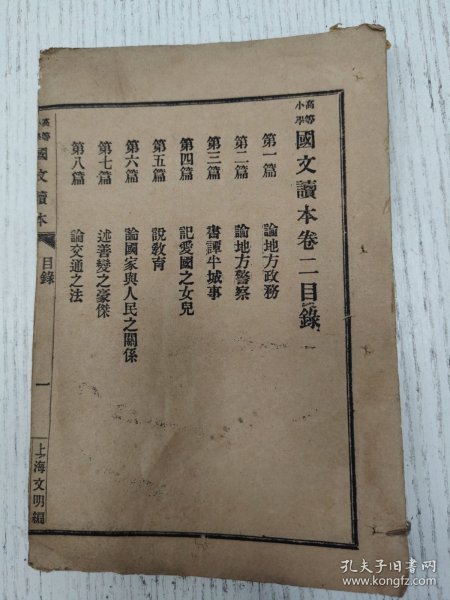 高等小學國文讀本卷二目錄
第一篇 論地方政務
第二篇 論地方警察
第三篇 書譚半城事
第四篇 記愛國之女兒
第五篇 說教育
第六篇 論國家與人民之關係
第七篇 述善變之豪傑
第八篇 論交通之法
高等小學國文讀本 目錄 一 上海文明編
孔夫子旧书网
www.kongfz.com